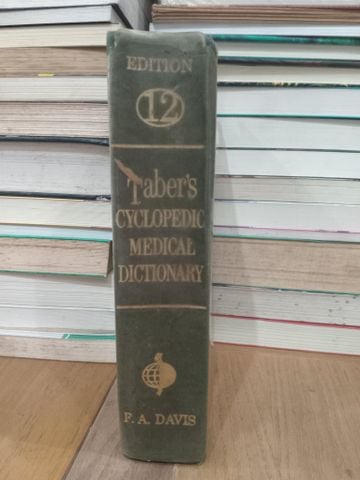 EDITION
12
Taber's
CYCLOPEDIC
MEDICAL
DICTIONARY
F. A. DAVIS